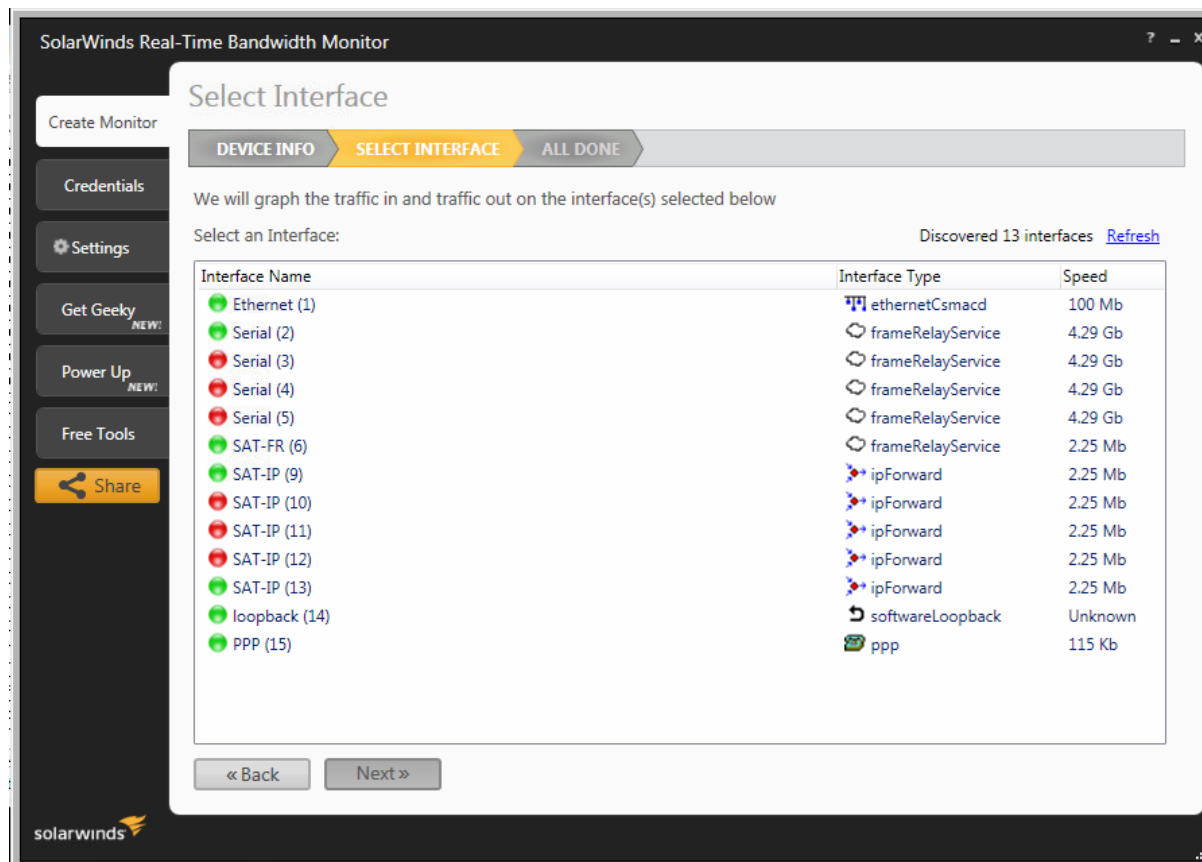 SolarWinds Real-Time Bandwidth Monitor ? _ x
Create Monitor
Credentials
Settings
Get Geeky
NEW!
Power Up
NEW!
Free Tools
Share
solarwinds
Select Interface
DEVICE INFO SELECT INTERFACE ALL DONE
We will graph the traffic in and traffic out on the interface(s) selected below
Select an Interface: Discovered 13 interfaces Refresh
Interface Name Interface Type Speed
Ethernet (1) ethernetCsmacd 100 Mb
Serial (2) frameRelayService 4.29 Gb
Serial (3) frameRelayService 4.29 Gb
Serial (4) frameRelayService 4.29 Gb
Serial (5) frameRelayService 4.29 Gb
SAT-FR (6) frameRelayService 2.25 Mb
SAT-IP (9) ipForward 2.25 Mb
SAT-IP (10) ipForward 2.25 Mb
SAT-IP (11) ipForward 2.25 Mb
SAT-IP (12) ipForward 2.25 Mb
SAT-IP (13) ipForward 2.25 Mb
loopback (14) softwareLoopback Unknown
PPP (15) ppp 115 Kb
« Back Next »